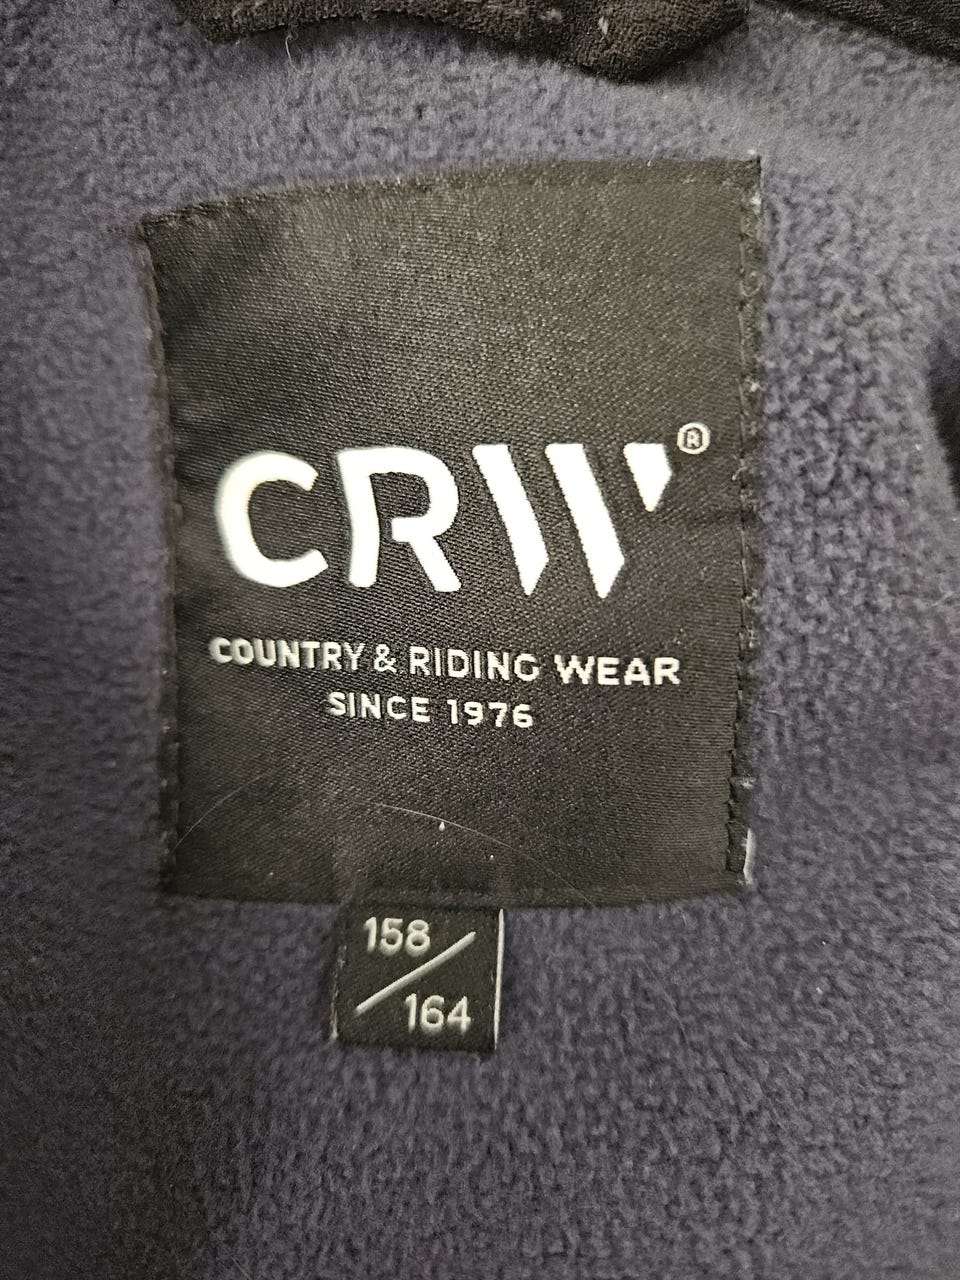 CRW®
COUNTRY & RIDING WEAR
SINCE 1976
158/
164